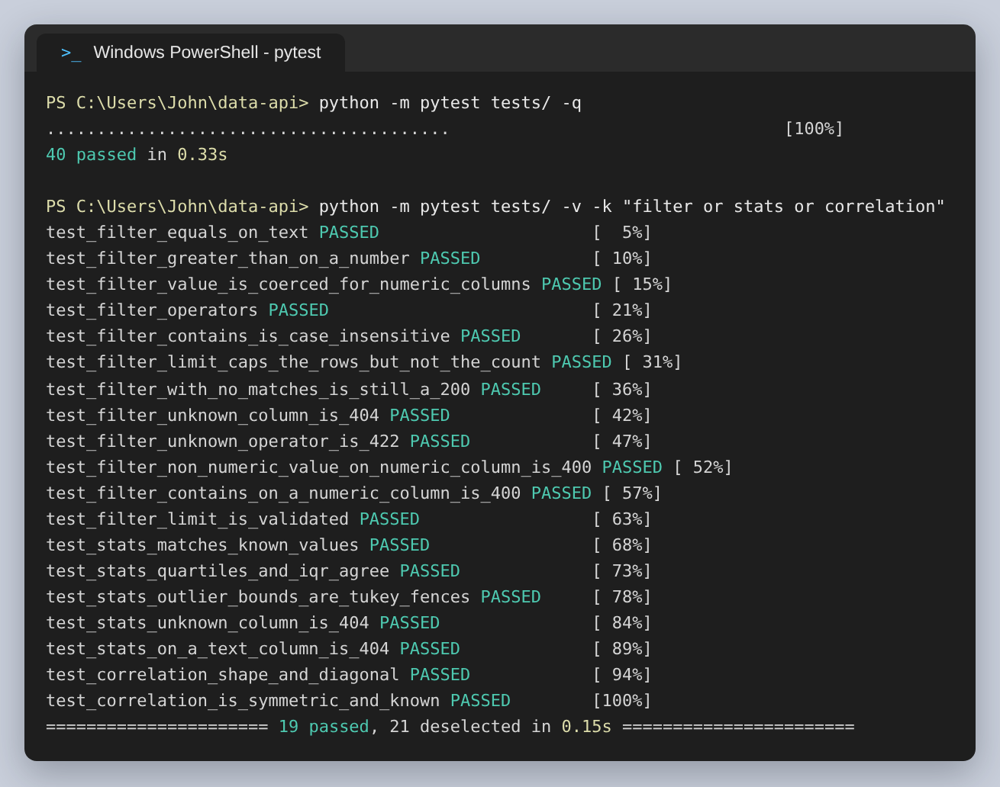 >_ Windows PowerShell - pytest
PS C:\Users\John\data-api> python -m pytest tests/ -q
........................................                                 [100%]
40 passed in 0.33s
PS C:\Users\John\data-api> python -m pytest tests/ -v -k "filter or stats or correlation"
test_filter_equals_on_text PASSED                     [  5%]
test_filter_greater_than_on_a_number PASSED           [ 10%]
test_filter_value_is_coerced_for_numeric_columns PASSED [ 15%]
test_filter_operators PASSED                          [ 21%]
test_filter_contains_is_case_insensitive PASSED       [ 26%]
test_filter_limit_caps_the_rows_but_not_the_count PASSED [ 31%]
test_filter_with_no_matches_is_still_a_200 PASSED     [ 36%]
test_filter_unknown_column_is_404 PASSED              [ 42%]
test_filter_unknown_operator_is_422 PASSED            [ 47%]
test_filter_non_numeric_value_on_numeric_column_is_400 PASSED [ 52%]
test_filter_contains_on_a_numeric_column_is_400 PASSED [ 57%]
test_filter_limit_is_validated PASSED                 [ 63%]
test_stats_matches_known_values PASSED                [ 68%]
test_stats_quartiles_and_iqr_agree PASSED             [ 73%]
test_stats_outlier_bounds_are_tukey_fences PASSED     [ 78%]
test_stats_unknown_column_is_404 PASSED               [ 84%]
test_stats_on_a_text_column_is_404 PASSED             [ 89%]
test_correlation_shape_and_diagonal PASSED            [ 94%]
test_correlation_is_symmetric_and_known PASSED        [100%]
====================== 19 passed, 21 deselected in 0.15s =======================